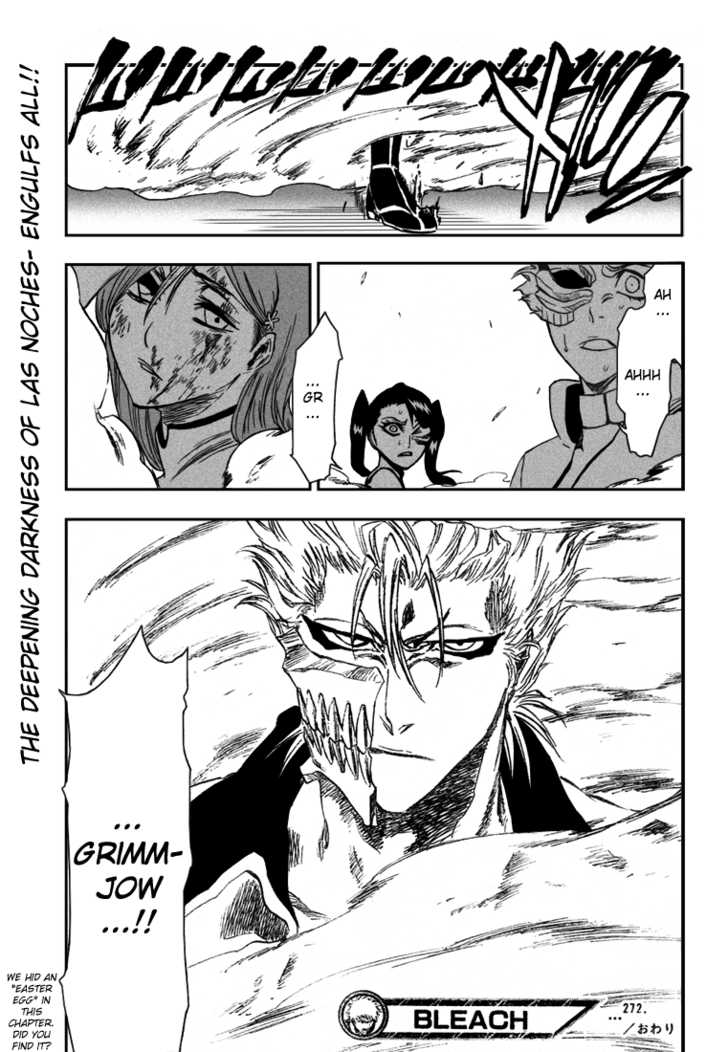 THE DEEPENING DARKNESS OF LAS NOCHES- ENGULFS ALL!!
AH
...
AHHH
...
...
GR
...
...
GRIMM-
JOW
...!!
WE HID AN
"EASTER
EGG" IN
THIS
CHAPTER.
DID YOU
FIND IT?
BLEACH
272.
...
/おわり